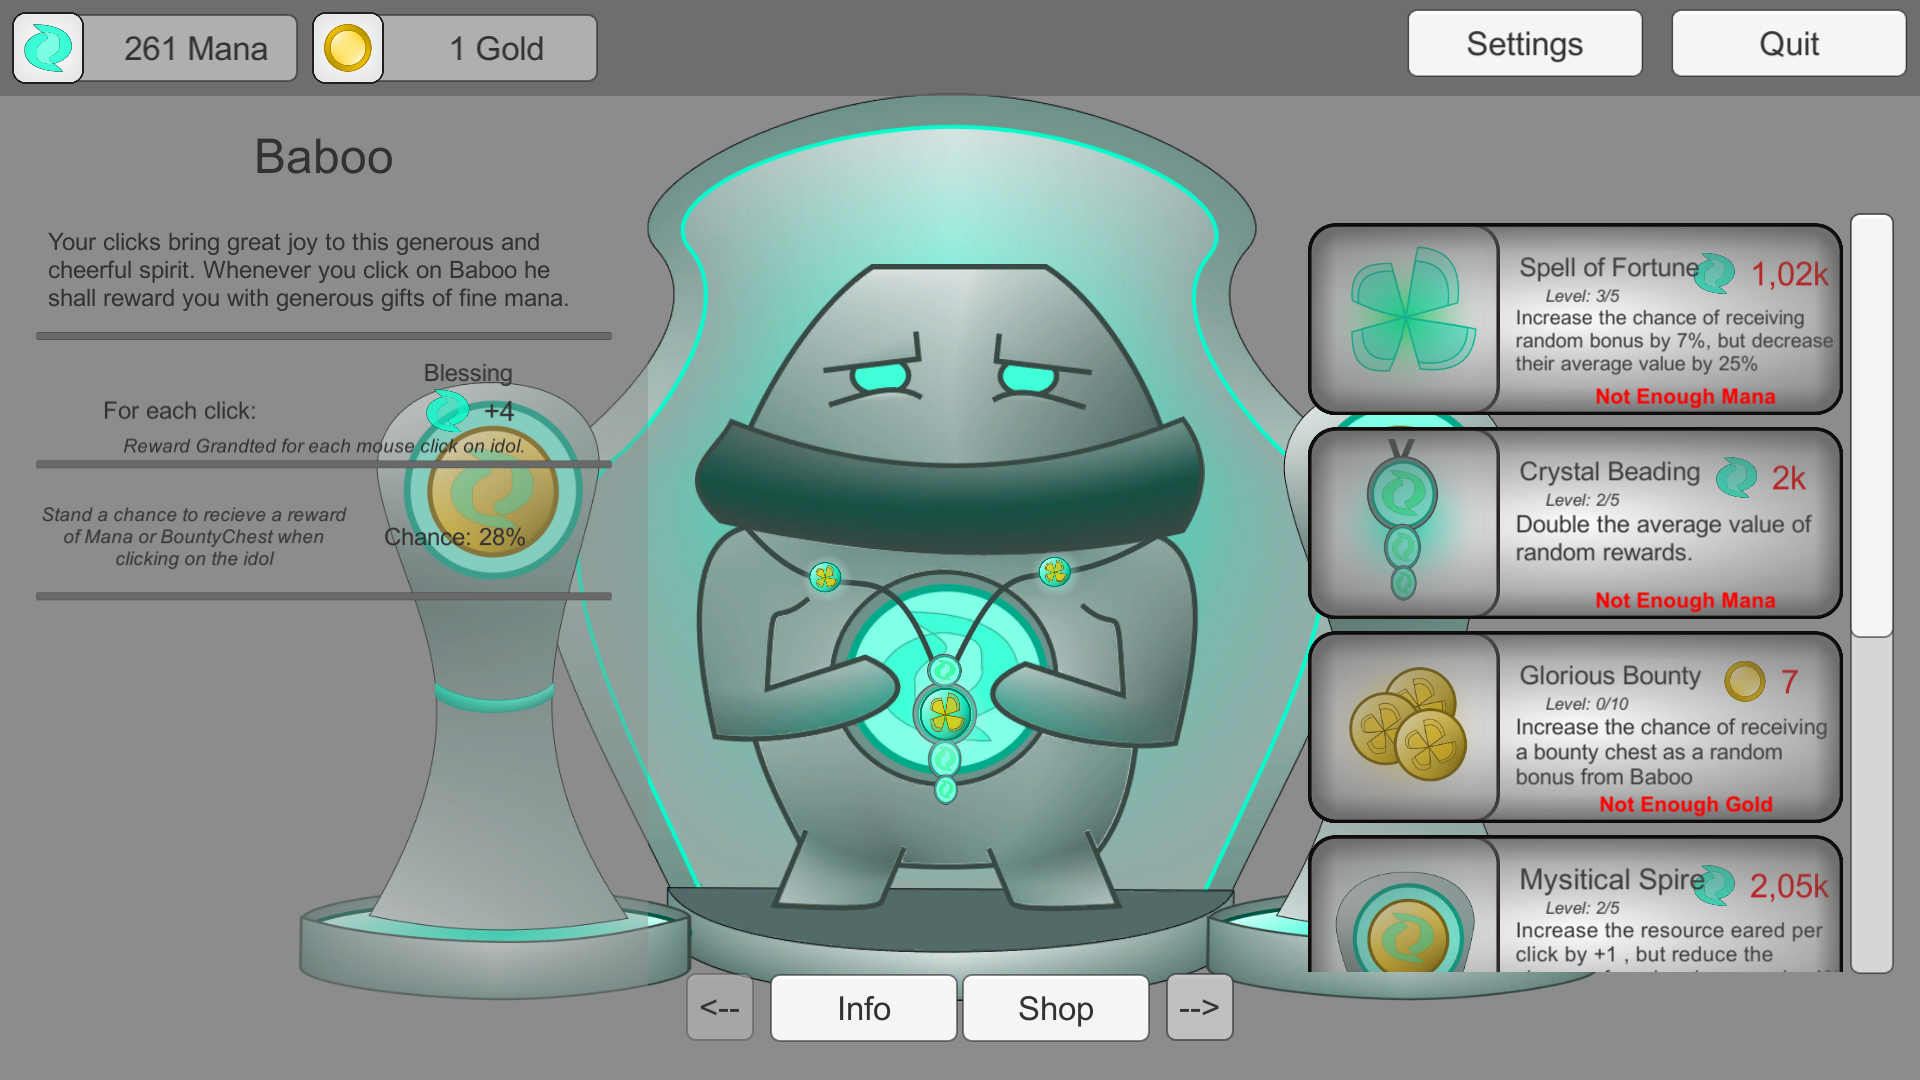 261 Mana
1 Gold
Settings
Quit
Baboo
Your clicks bring great joy to this generous and
cheerful spirit. Whenever you click on Baboo he
shall reward you with generous gifts of fine mana.
Blessing
For each click:
+4
Reward Grandted for each mouse click on idol.
Stand a chance to recieve a reward
of Mana or BountyChest when
clicking on the idol
Chance: 28%
Spell of Fortune
1,02k
Level: 3/5
Increase the chance of receiving
random bonus by 7%, but decrease
their average value by 25%
Not Enough Mana
Crystal Beading
2k
Level: 2/5
Double the average value of
random rewards.
Not Enough Mana
Glorious Bounty
7
Level: 0/10
Increase the chance of receiving
a bounty chest as a random
bonus from Baboo
Not Enough Gold
Mysitical Spire
2,05k
Level: 2/5
Increase the resource eared per
click by +1 , but reduce the
<--
Info
Shop
-->